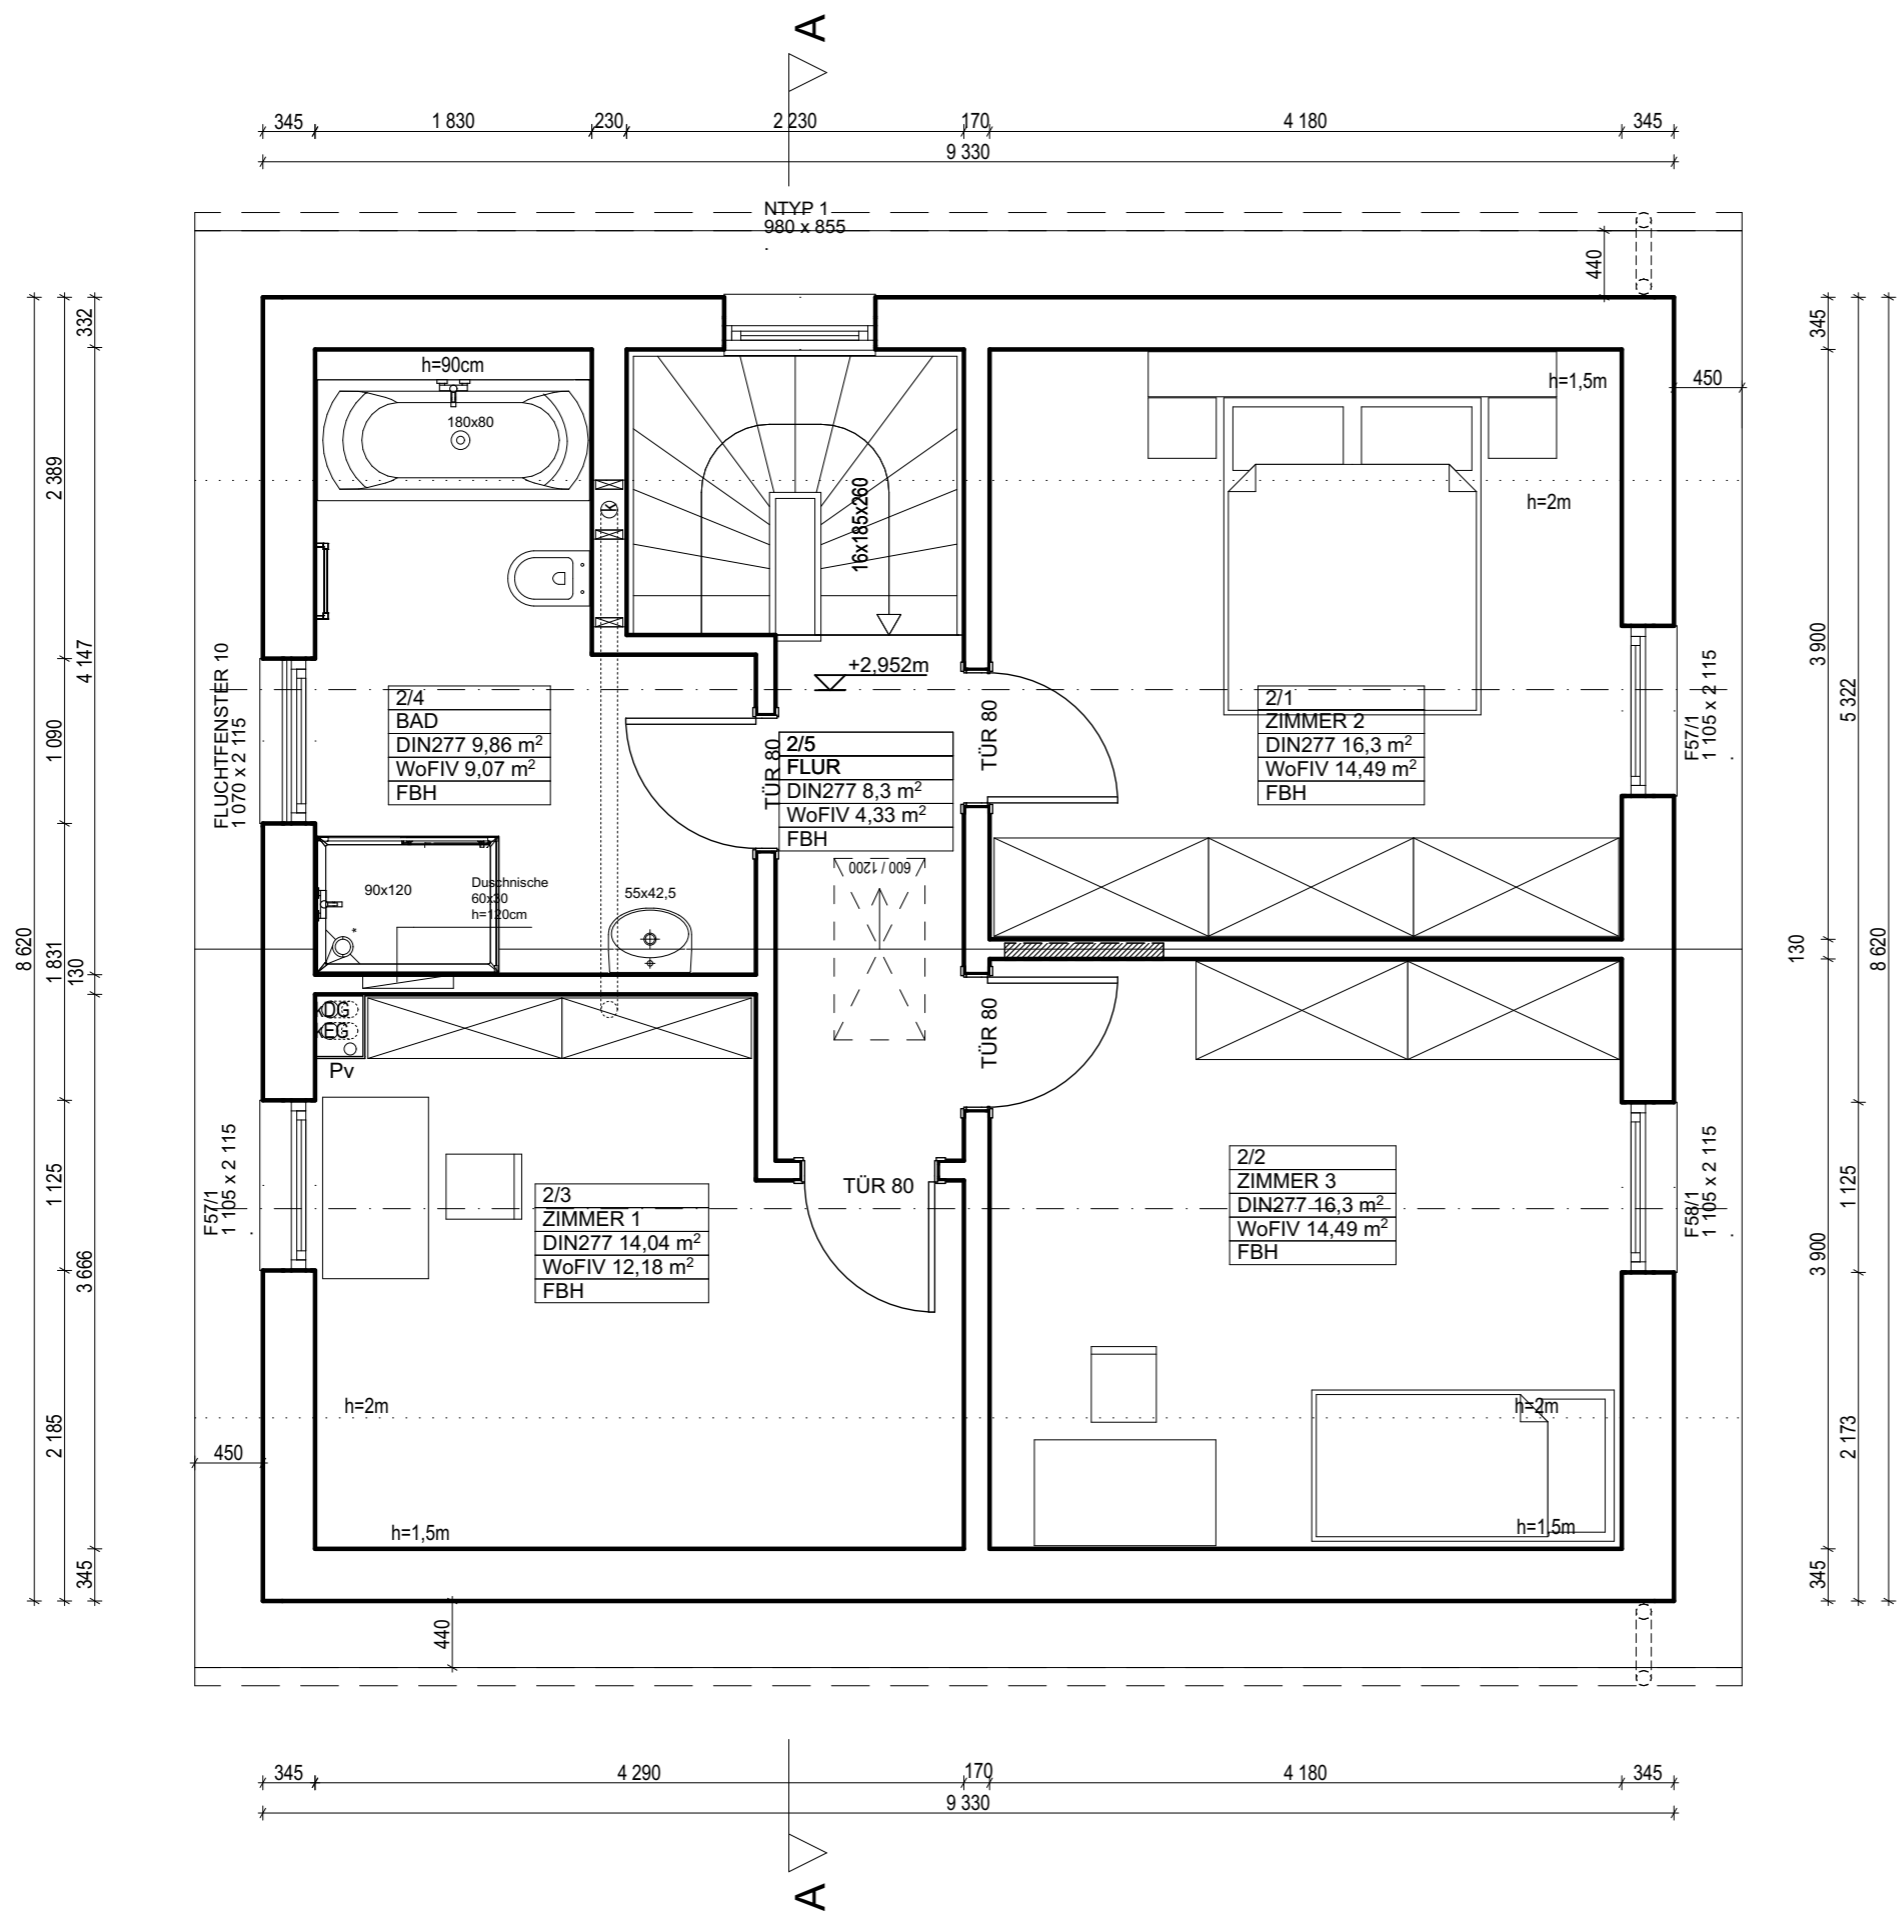 A
345 1 830 230 2 230 170 4 180 345
9 330
NTYP 1
980 x 855
440
332
345
h=90cm
180x80
h=1,5m
450
h=2m
16x185x260
2 389
4 147
1 090
1 831
130
8 620
1 125
3 666
2 185
345
FLUCHTFENSTER 10
1 070 x 2 115
2/4
BAD
DIN277 9,86 m²
WoFIV 9,07 m²
FBH
+2,952m
TÜR 80
2/5
FLUR
DIN277 8,3 m²
WoFIV 4,33 m²
FBH
TÜR 80
2/1
ZIMMER 2
DIN277 16,3 m²
WoFIV 14,49 m²
FBH
F57/1
1 105 x 2 115
3 900
5 322
130
8 620
3 900
1 125
2 173
345
600 / 1200
90x120
Duschnische
60x30
h=120cm
55x42,5
*
K
DG
EG
Pv
TÜR 80
F57/1
1 105 x 2 115
TÜR 80
2/3
ZIMMER 1
DIN277 14,04 m²
WoFIV 12,18 m²
FBH
2/2
ZIMMER 3
DIN277 16,3 m²
WoFIV 14,49 m²
FBH
F58/1
1 105 x 2 115
h=2m
h=2m
450
h=1,5m
h=1,5m
440
345 4 290 170 4 180 345
9 330
A